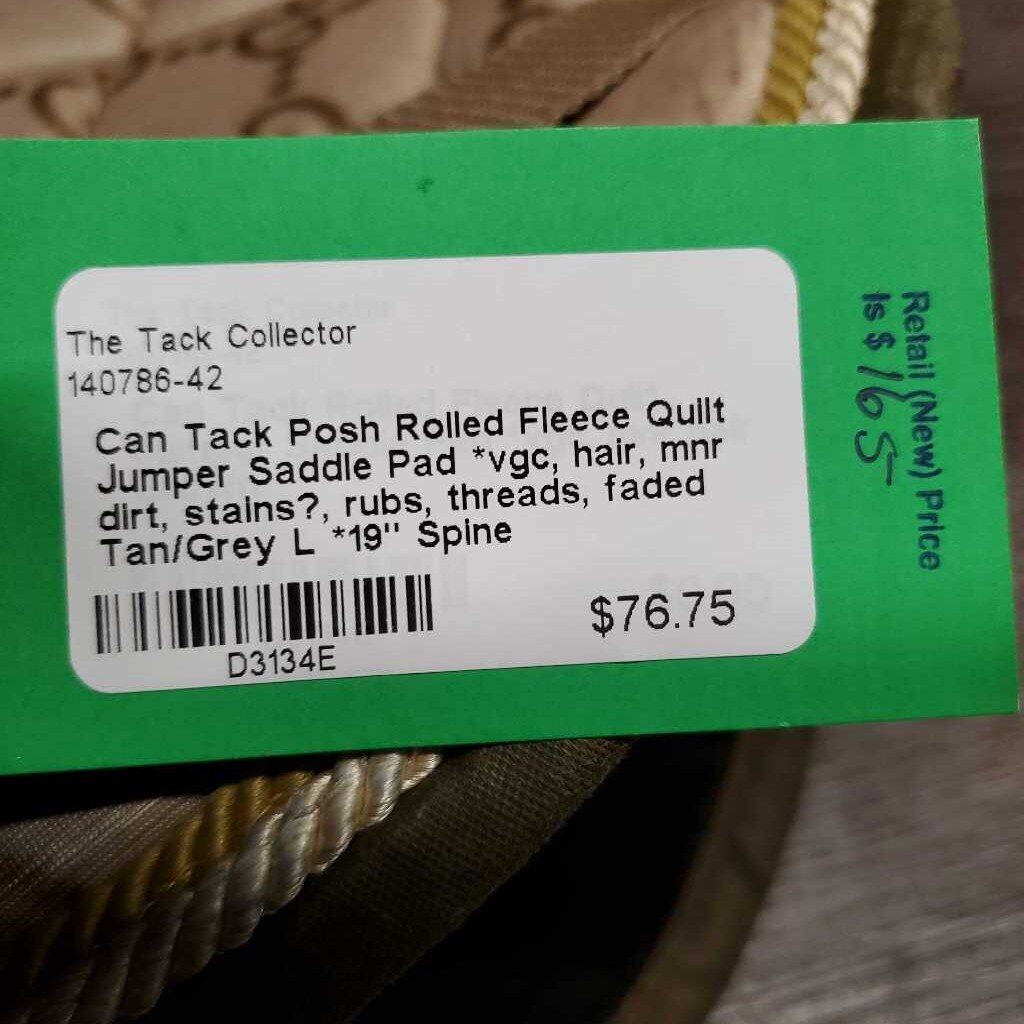 The Tack Collector
140786-42
Can Tack Posh Rolled Fleece Quilt
Jumper Saddle Pad *vgc, hair, mnr
dirt, stains?, rubs, threads, faded
Tan/Grey L *19" Spine
$76.75
D3134E
Retail (New) Price
Is $ 165